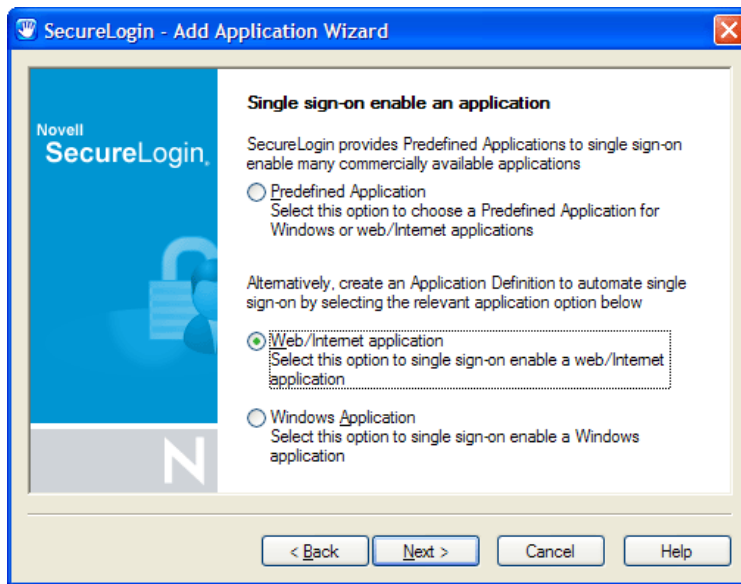 SecureLogin - Add Application Wizard
Novell
SecureLogin.
Single sign-on enable an application
SecureLogin provides Predefined Applications to single sign-on
enable many commercially available applications
Predefined Application
Select this option to choose a Predefined Application for
Windows or web/Internet applications
Alternatively, create an Application Definition to automate single
sign-on by selecting the relevant application option below
Web/Internet application
Select this option to single sign-on enable a web/Internet
application
Windows Application
Select this option to single sign-on enable a Windows
application
N
< Back
Next >
Cancel
Help